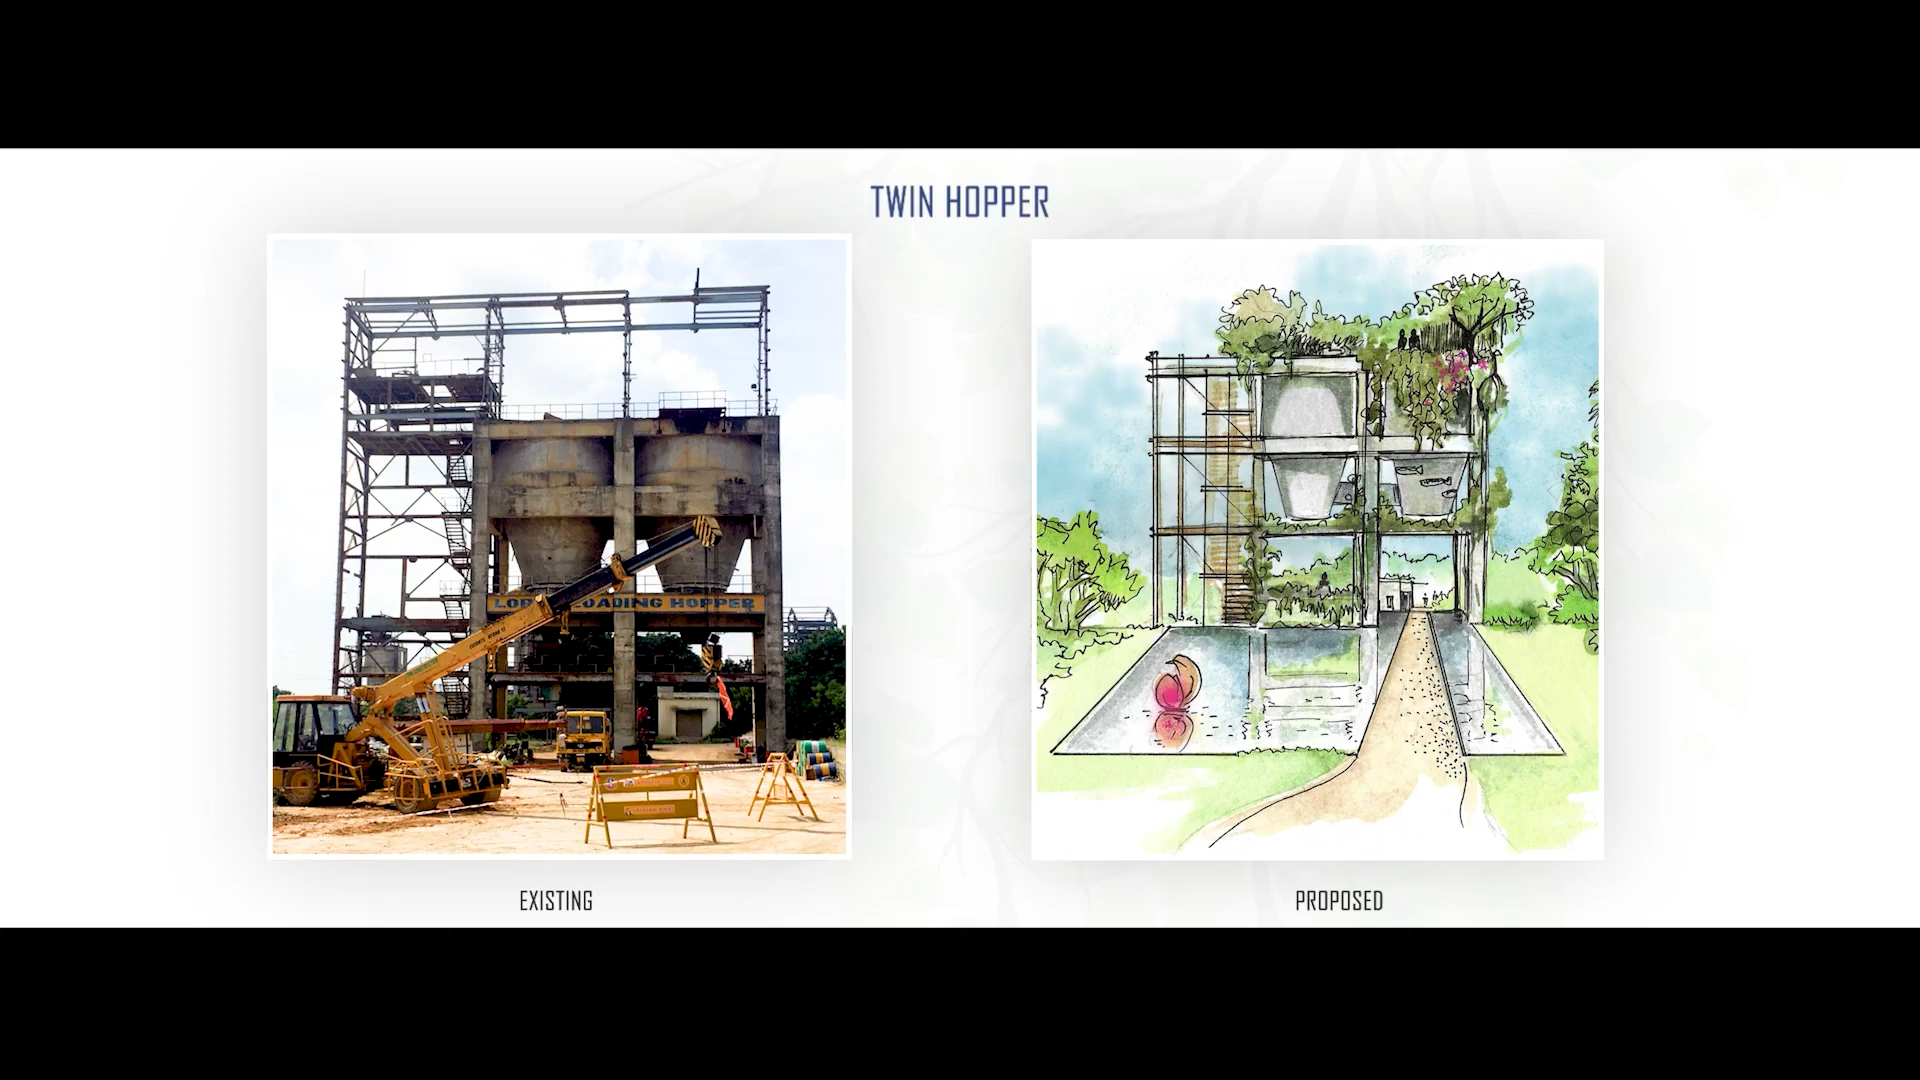 TWIN HOPPER
LOADING HOPPER
EXISTING
PROPOSED